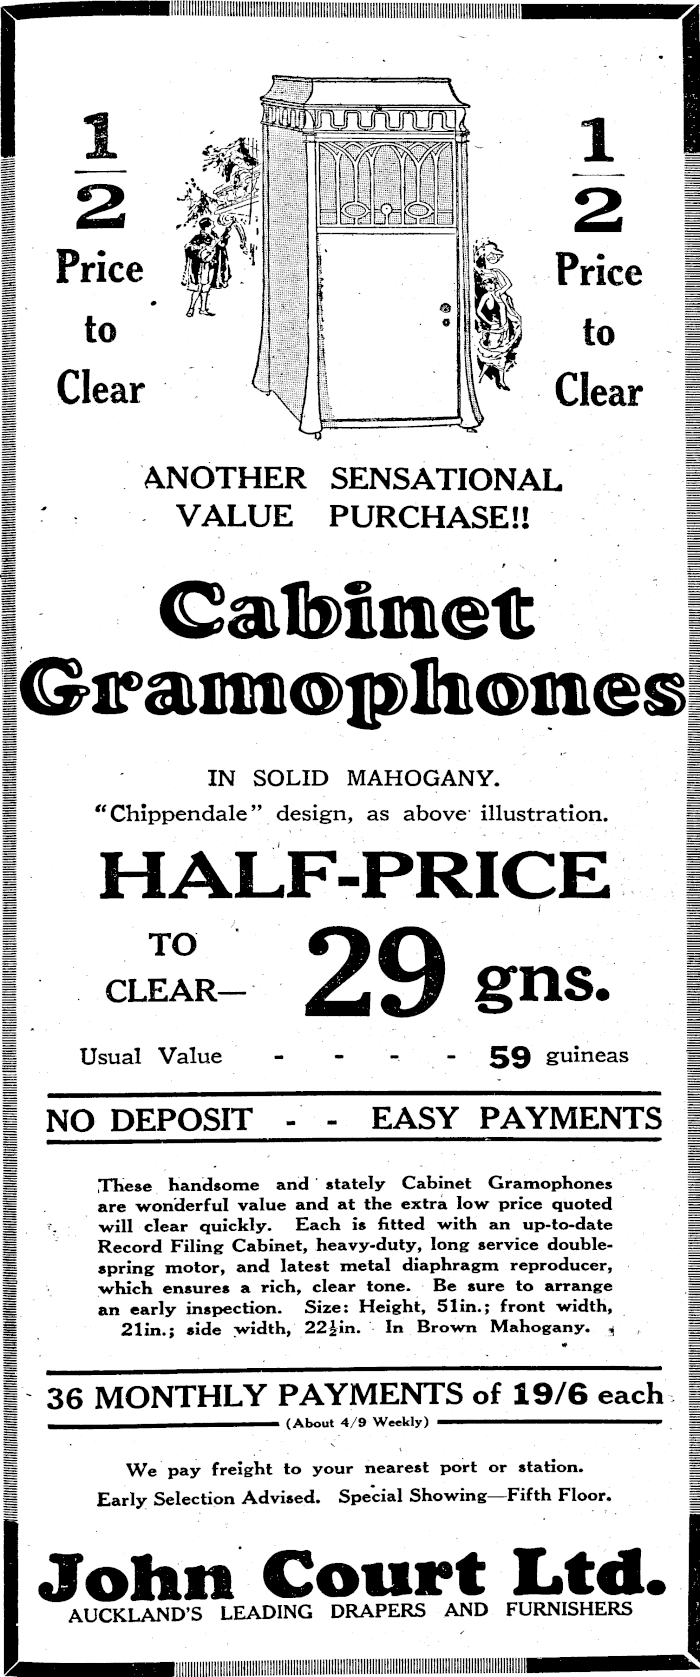 1/2
Price
to
Clear
1/2
Price
to
Clear
ANOTHER SENSATIONAL
VALUE PURCHASE!!
Cabinet
Gramophones
IN SOLID MAHOGANY.
"Chippendale" design, as above illustration.
HALF-PRICE
TO
CLEAR—
29 gns.
Usual Value - - - - 59 guineas
NO DEPOSIT - - EASY PAYMENTS
These handsome and stately Cabinet Gramophones
are wonderful value and at the extra low price quoted
will clear quickly. Each is fitted with an up-to-date
Record Filing Cabinet, heavy-duty, long service double-
spring motor, and latest metal diaphragm reproducer,
which ensures a rich, clear tone. Be sure to arrange
an early inspection. Size: Height, 51in.; front width,
21in.; side width, 22½in. In Brown Mahogany.
36 MONTHLY PAYMENTS of 19/6 each
(About 4/9 Weekly)
We pay freight to your nearest port or station.
Early Selection Advised. Special Showing—Fifth Floor.
John Court Ltd.
AUCKLAND'S LEADING DRAPERS AND FURNISHERS